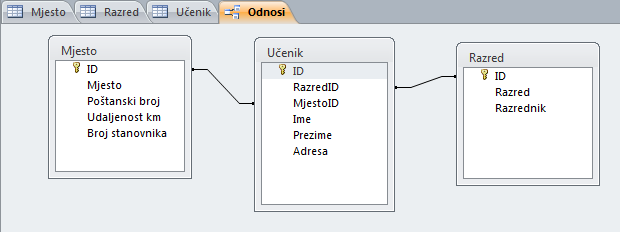 Mjesto
Razred
Učenik
Odnosi
Mjesto
ID
Mjesto
Poštanski broj
Udaljenost km
Broj stanovnika
Učenik
ID
RazredID
MjestoID
Ime
Prezime
Adresa
Razred
ID
Razred
Razrednik